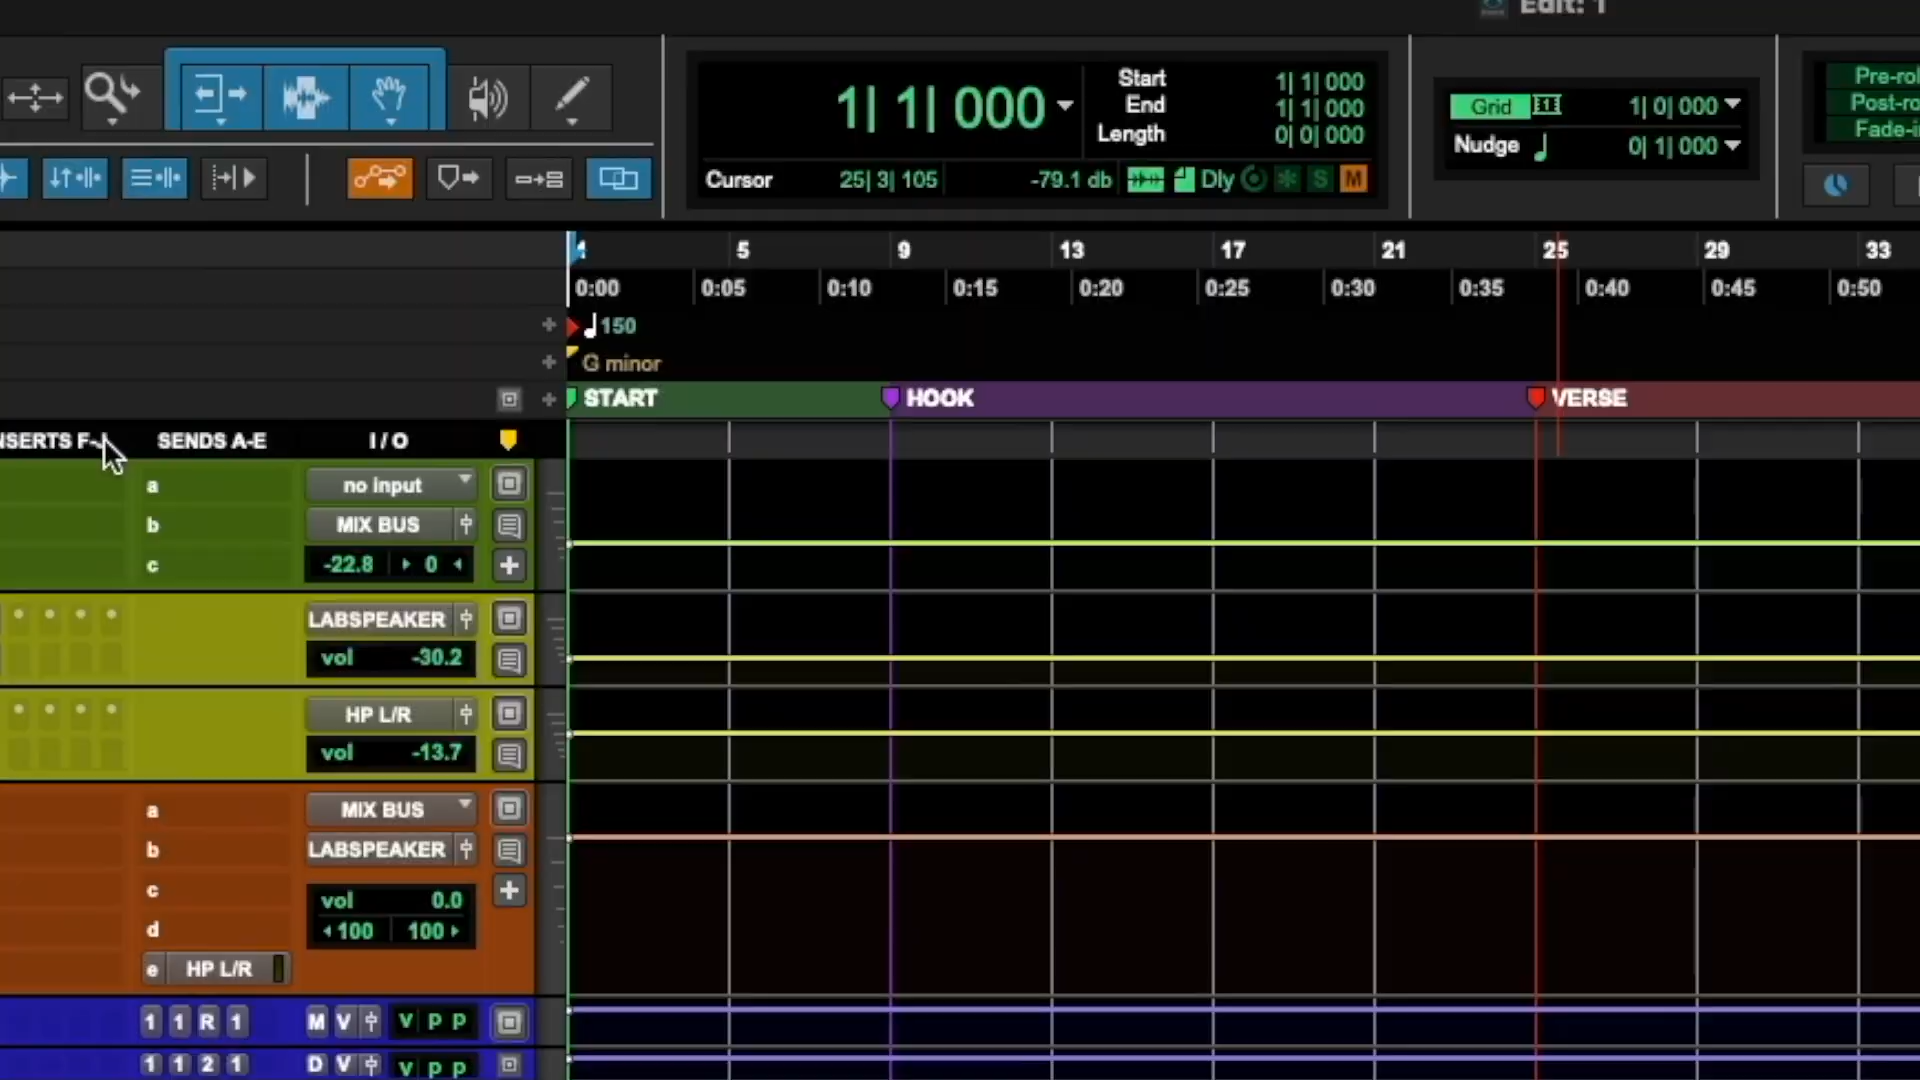 Edit: 1
1| 1| 000
Start 1| 1| 000
End 1| 1| 000
Length 0| 0| 000
Cursor 25| 3| 105 -79.1 db Dly S M
Grid 1| 0| 000
Nudge 0| 1| 000
Pre-rol
Post-ro
Fade-i
1 5 9 13 17 21 25 29 33
0:00 0:05 0:10 0:15 0:20 0:25 0:30 0:35 0:40 0:45 0:50
150
G minor
START HOOK VERSE
NSERTS F-J SENDS A-E I / O
a no input
b MIX BUS
c -22.8 0
LABSPEAKER
vol -30.2
HP L/R
vol -13.7
a MIX BUS
b LABSPEAKER
c vol 0.0
d 100 100
e HP L/R
1 1 R 1 M V V P P
1 1 2 1 D V V P P